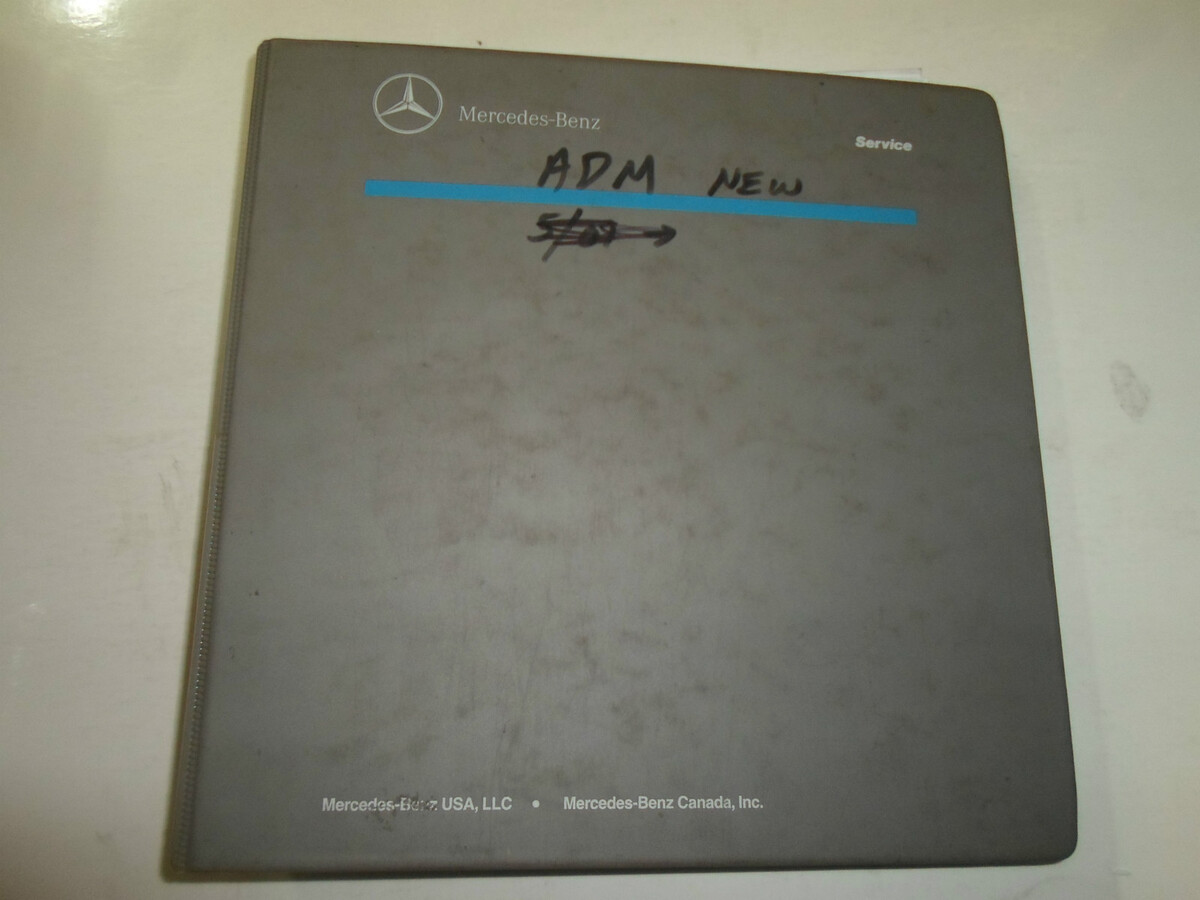 Mercedes-Benz
Service
ADM NEW
Mercedes-Benz USA, LLC • Mercedes-Benz Canada, Inc.